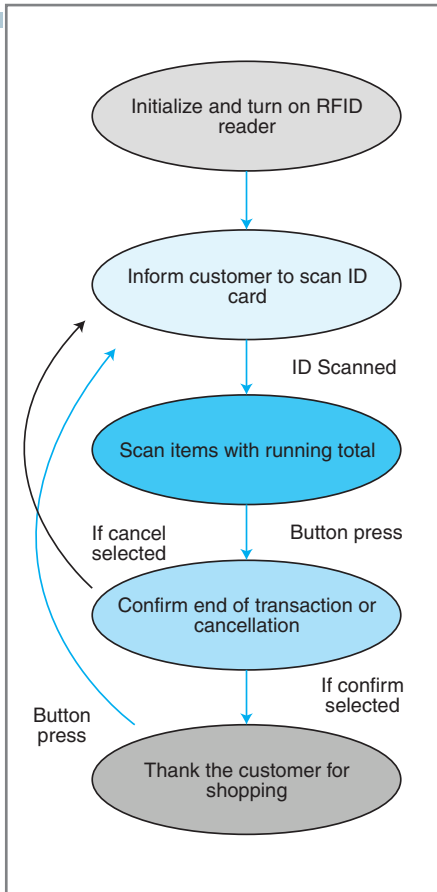 Initialize and turn on RFID
reader
Inform customer to scan ID
card
ID Scanned
Scan items with running total
If cancel
selected
Button press
Confirm end of transaction or
cancellation
If confirm
selected
Button
press
Thank the customer for
shopping